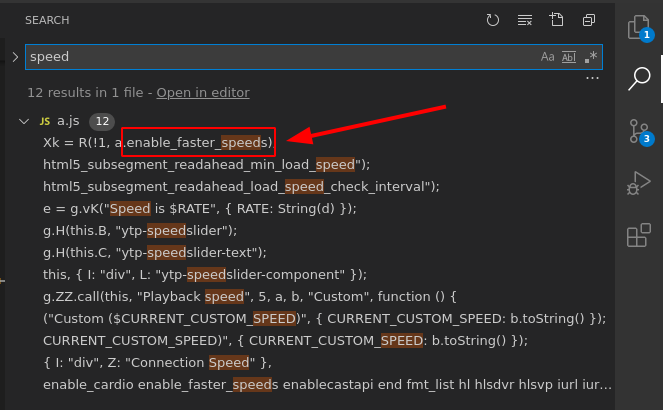 SEARCH
speed
Aa Abl .*
12 results in 1 file - Open in editor
JS a.js 12
Xk = R(!1, a.enable_faster_speeds)
html5_subsegment_readahead_min_load_speed");
html5_subsegment_readahead_load_speed_check_interval");
e = g.vK("Speed is $RATE", { RATE: String(d) });
g.H(this.B, "ytp-speedslider");
g.H(this.C, "ytp-speedslider-text");
this, { I: "div", L: "ytp-speedslider-component" });
g.ZZ.call(this, "Playback speed", 5, a, b, "Custom", function () {
("Custom ($CURRENT_CUSTOM_SPEED)", { CURRENT_CUSTOM_SPEED: b.toString() });
CURRENT_CUSTOM_SPEED)", { CURRENT_CUSTOM_SPEED: b.toString() });
{ I: "div", Z: "Connection Speed" },
enable_cardio enable_faster_speeds enablecastapi end fmt_list hl hlsdvr hlsvp iurl iur...
1
3